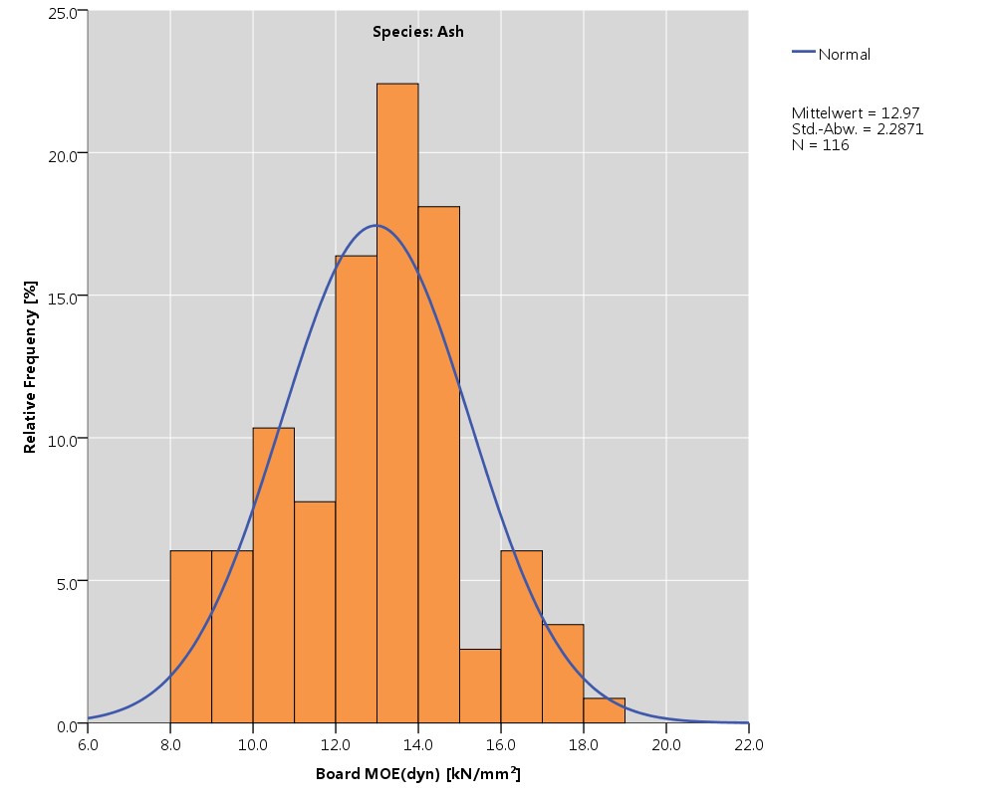 Species: Ash
Normal
Mittelwert = 12.97
Std.-Abw. = 2.2871
N = 116
Relative Frequency [%]
25.0
20.0
15.0
10.0
5.0
0.0
6.0 8.0 10.0 12.0 14.0 16.0 18.0 20.0 22.0
Board MOE(dyn) [kN/mm²]